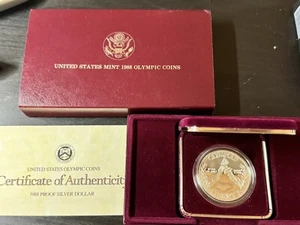 UNITED STATES MINT 1988 OLYMPIC COINS
UNITED STATES OLYMPIC COINS
Certificate of Authenticity
1988 PROOF SILVER DOLLAR